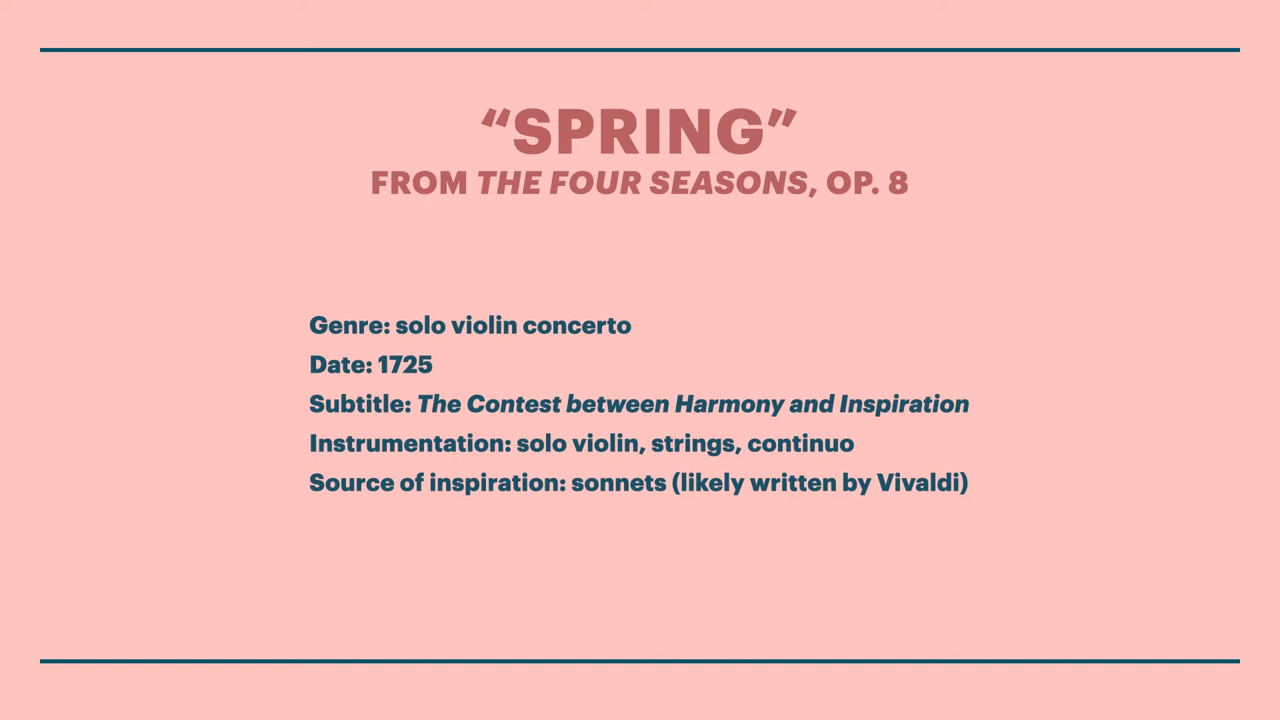 “SPRING”
FROM THE FOUR SEASONS, OP. 8
Genre: solo violin concerto
Date: 1725
Subtitle: The Contest between Harmony and Inspiration
Instrumentation: solo violin, strings, continuo
Source of inspiration: sonnets (likely written by Vivaldi)